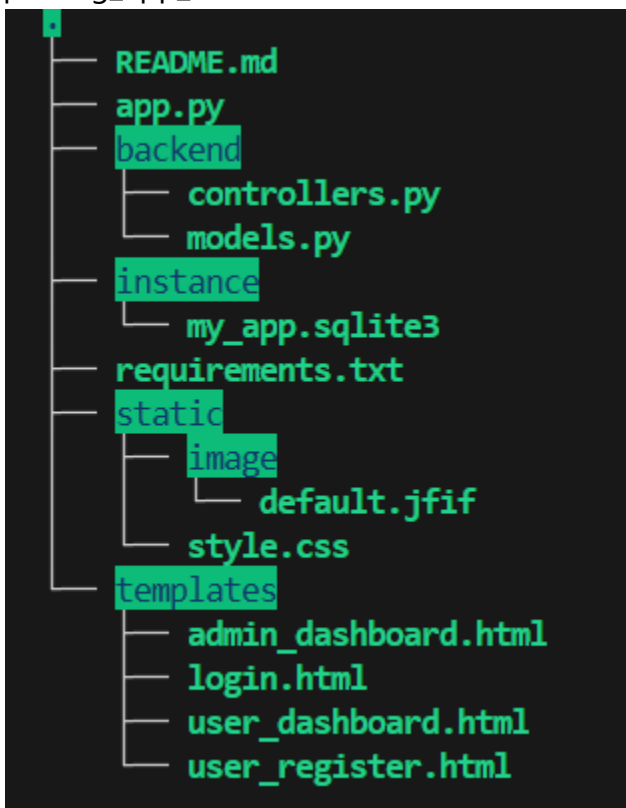 .
README.md
app.py
backend
controllers.py
models.py
instance
my_app.sqlite3
requirements.txt
static
image
default.jfif
style.css
templates
admin_dashboard.html
login.html
user_dashboard.html
user_register.html